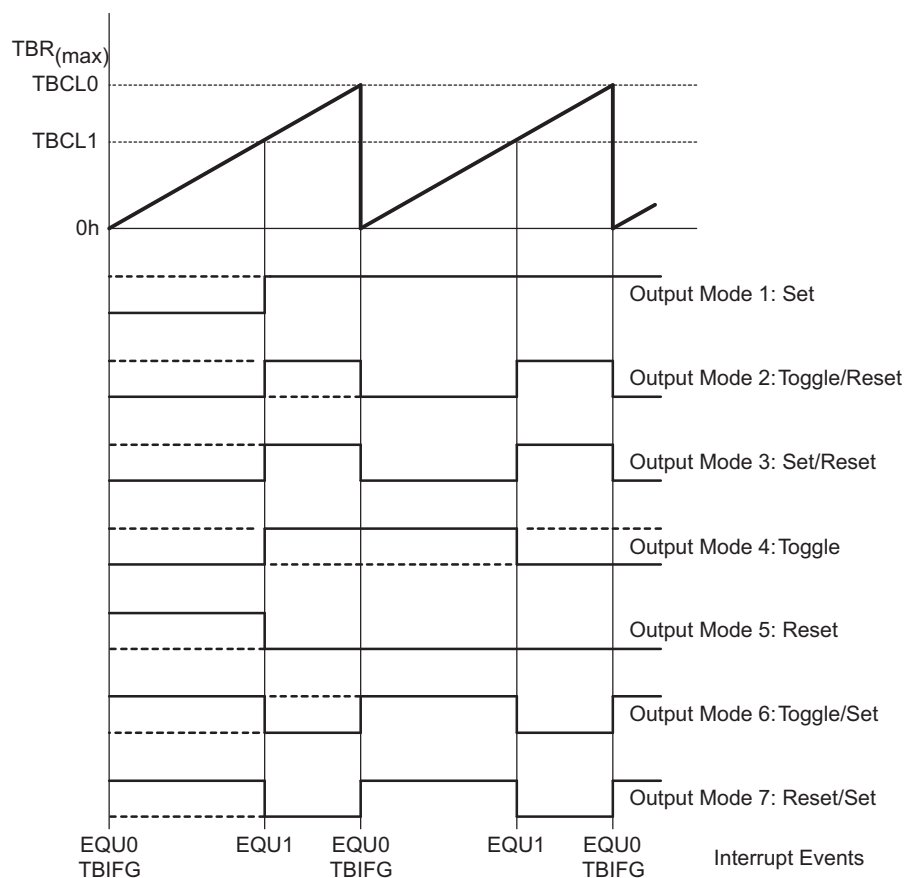 TBR(max)
TBCL0
TBCL1
0h
Output Mode 1: Set
Output Mode 2: Toggle/Reset
Output Mode 3: Set/Reset
Output Mode 4: Toggle
Output Mode 5: Reset
Output Mode 6: Toggle/Set
Output Mode 7: Reset/Set
EQU0 EQU1 EQU0 EQU1 EQU0 Interrupt Events
TBIFG TBIFG TBIFG